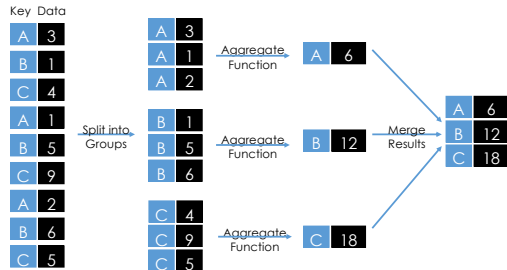 Key Data
A 3
B 1
C 4
A 1
B 5
C 9
A 2
B 6
C 5
Split into
Groups
A 3
A 1
A 2
B 1
B 5
B 6
C 4
C 9
C 5
Aggregate
Function
A 6
Aggregate
Function
B 12
Aggregate
Function
C 18
Merge
Results
A 6
B 12
C 18